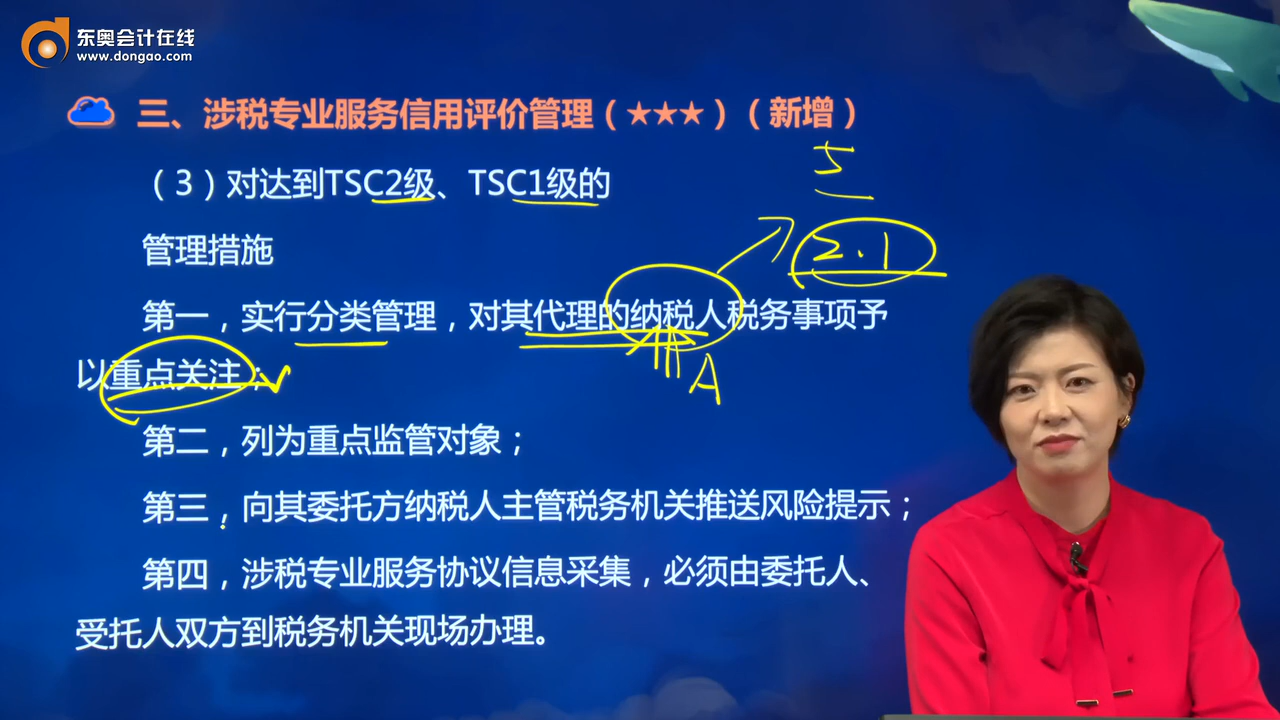 东奥会计在线
www.dongao.com
三、涉税专业服务信用评价管理（★★★）（新增）
（3）对达到TSC2级、TSC1级的
管理措施
5
2.1
第一，实行分类管理，对其代理的纳税人税务事项予
以重点关注；
A
第二，列为重点监管对象；
第三，向其委托方纳税人主管税务机关推送风险提示；
第四，涉税专业服务协议信息采集，必须由委托人、
受托人双方到税务机关现场办理。